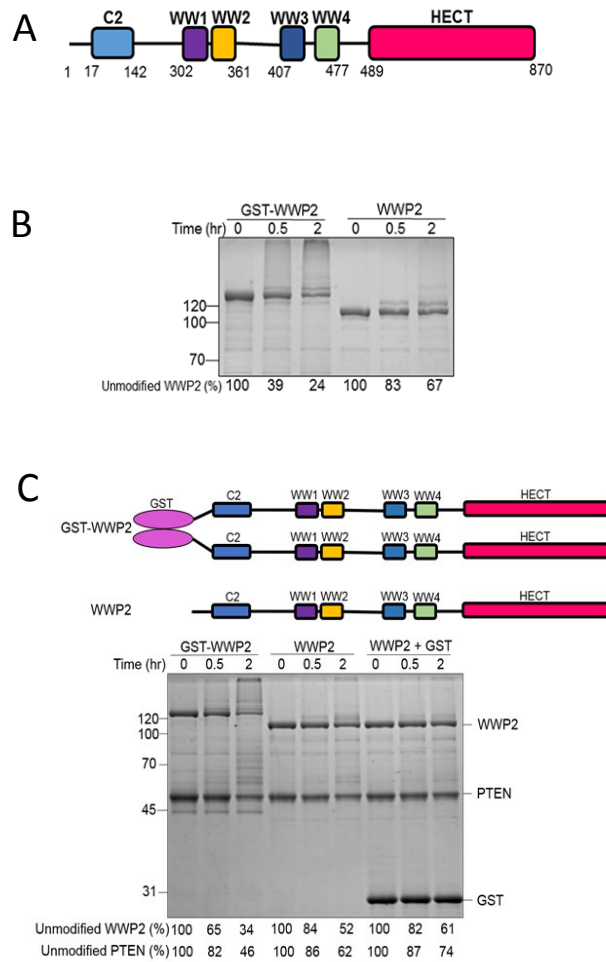 A
C2 WW1 WW2 WW3 WW4 HECT
1 17 142 302 361 407 477 489 870
B
GST-WWP2 WWP2
Time (hr) 0 0.5 2 0 0.5 2
120
100
70
Unmodified WWP2 (%) 100 39 24 100 83 67
C
GST C2 WW1 WW2 WW3 WW4 HECT
GST-WWP2
C2 WW1 WW2 WW3 WW4 HECT
C2 WW1 WW2 WW3 WW4 HECT
WWP2
GST-WWP2 WWP2 WWP2 + GST
Time (hr) 0 0.5 2 0 0.5 2 0 0.5 2
120 WWP2
100
70
PTEN
45
31 GST
Unmodified WWP2 (%) 100 65 34 100 84 52 100 82 61
Unmodified PTEN (%) 100 82 46 100 86 62 100 87 74